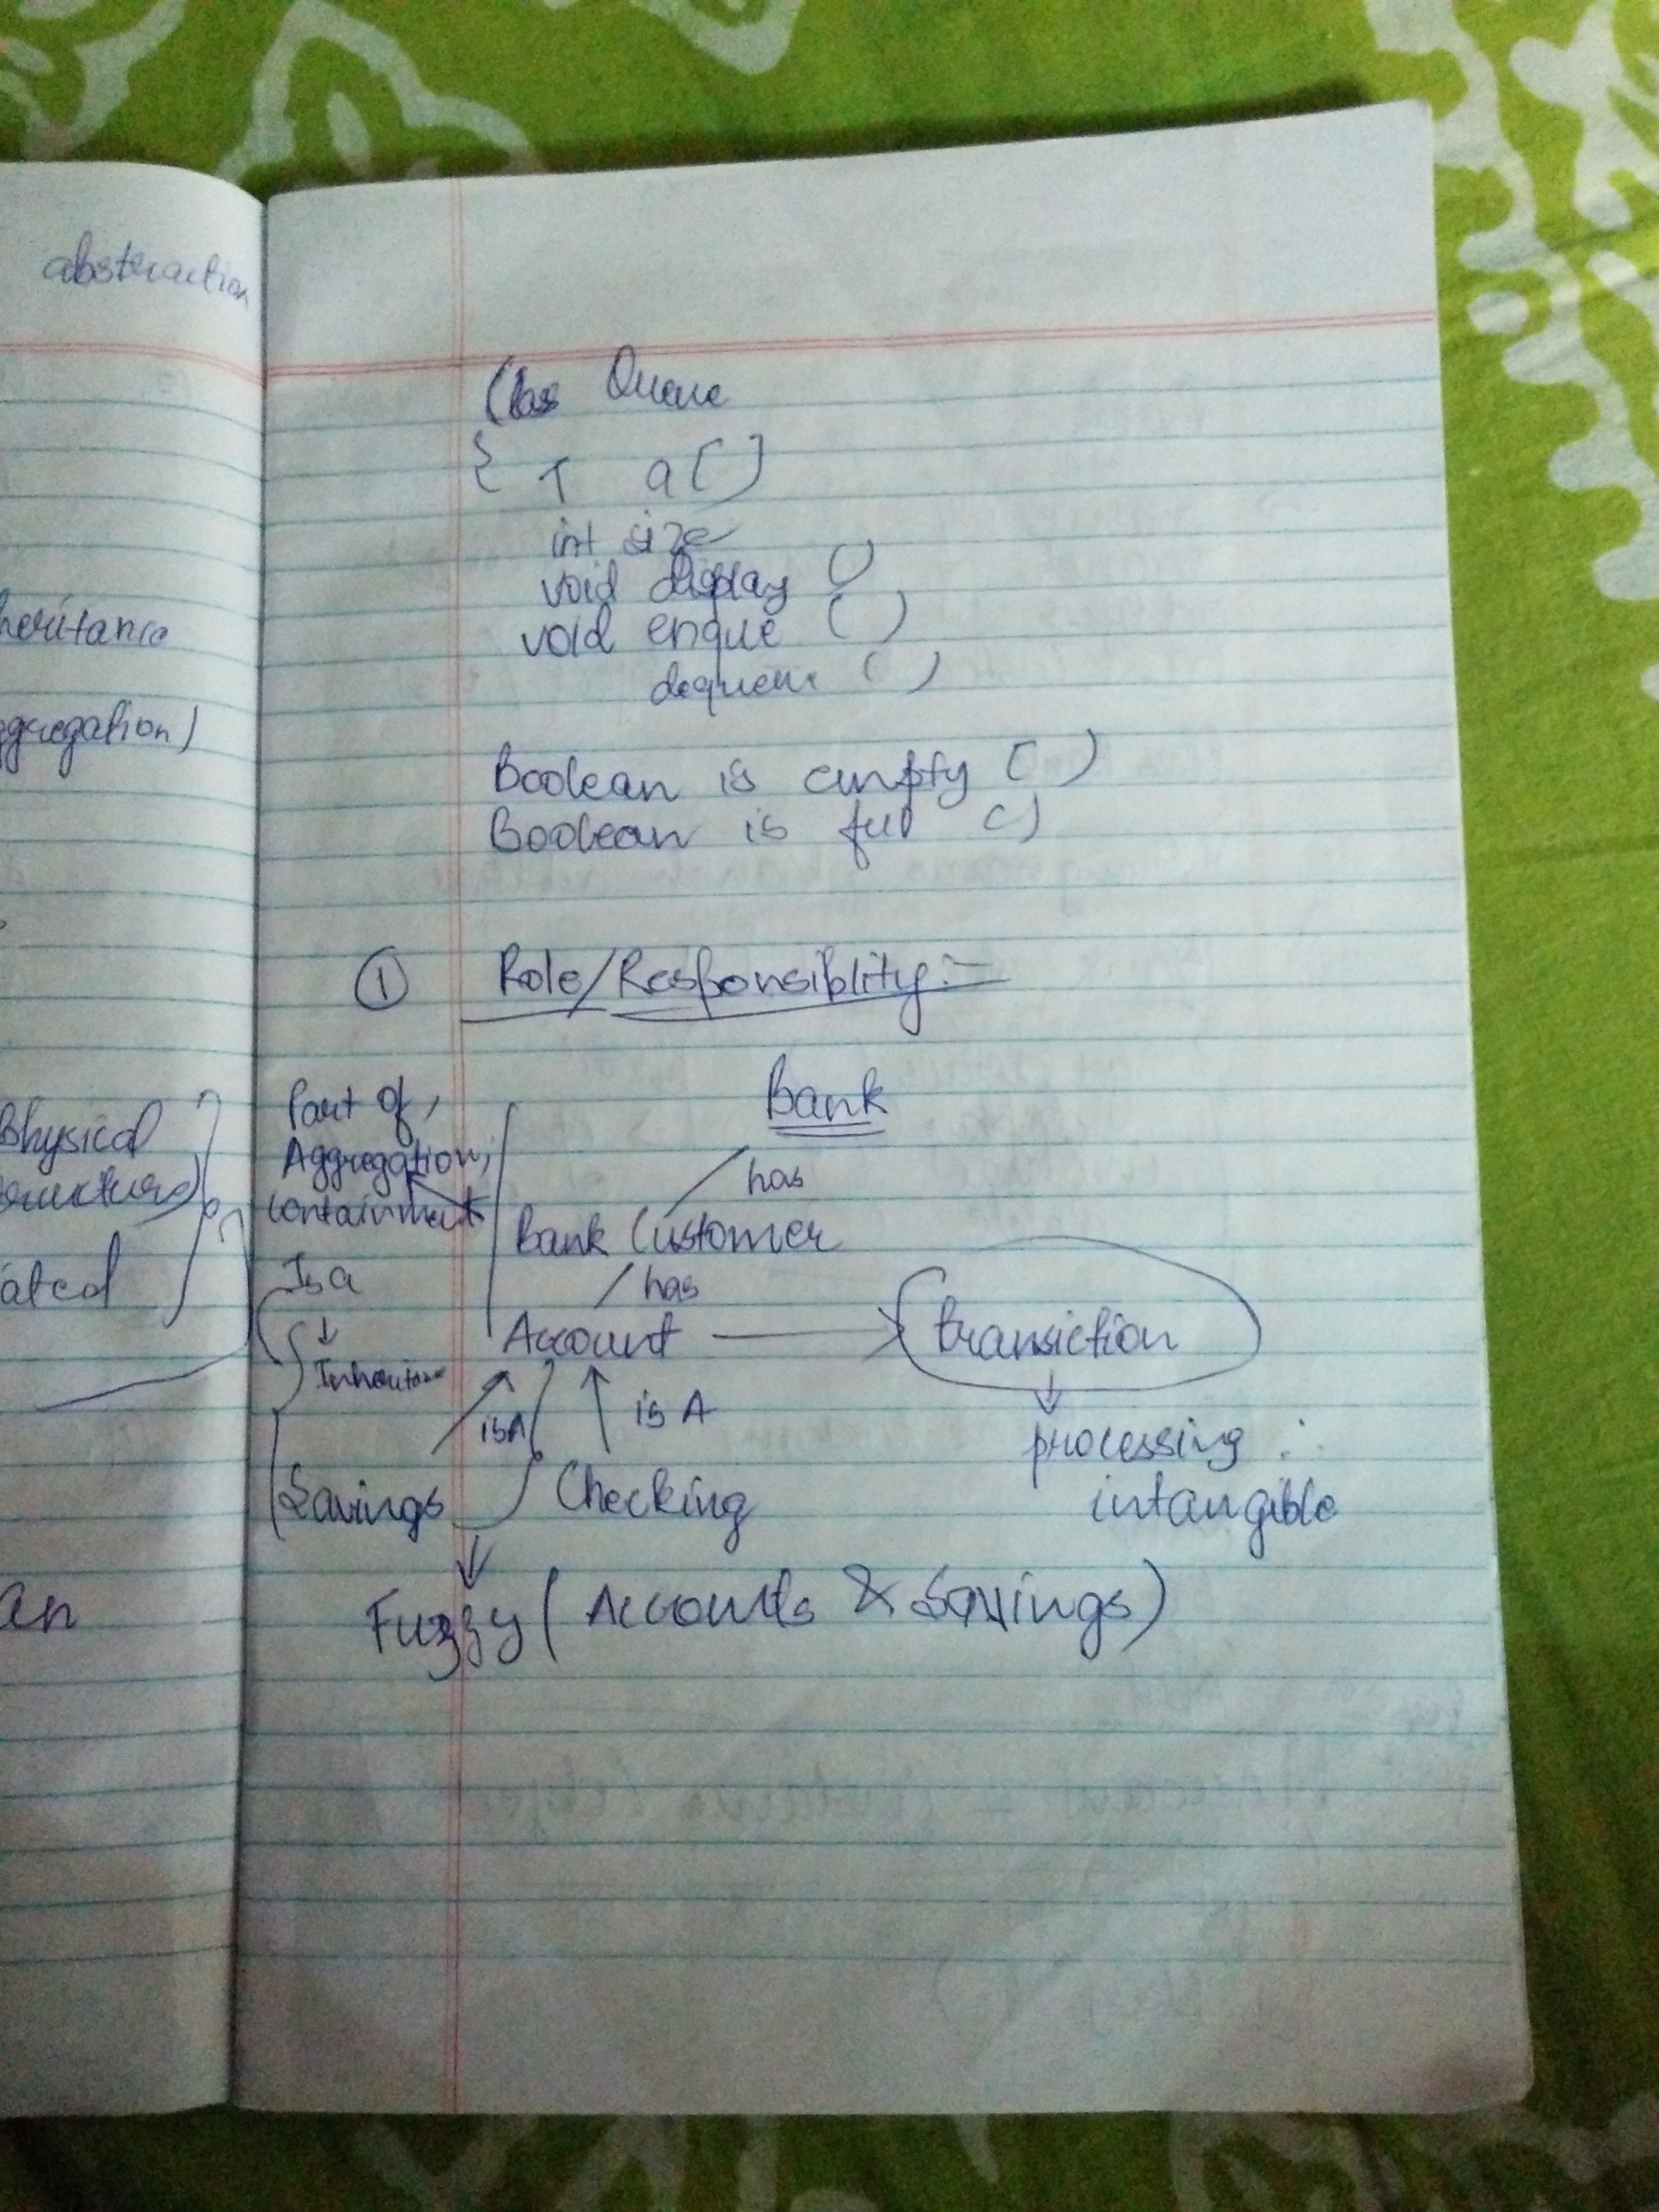 abstraction
heritance
ggregation)
Physical
ructure)
ated
an
Class Queue
{ T a[]
int size
void display ()
void enque ( )
dequeue ( )
Boolean is empty [ )
Boolean is full ()
① Role/Responsiblity:-
Bank
has
Part of,
Aggregation,
containment
Bank Customer
has
Is a
↓
Inheritance
Account → transiction
↓
is A
is A
processing ∴
intangible
Savings
Checking
↓
Fuzzy (Accounts & Savings)